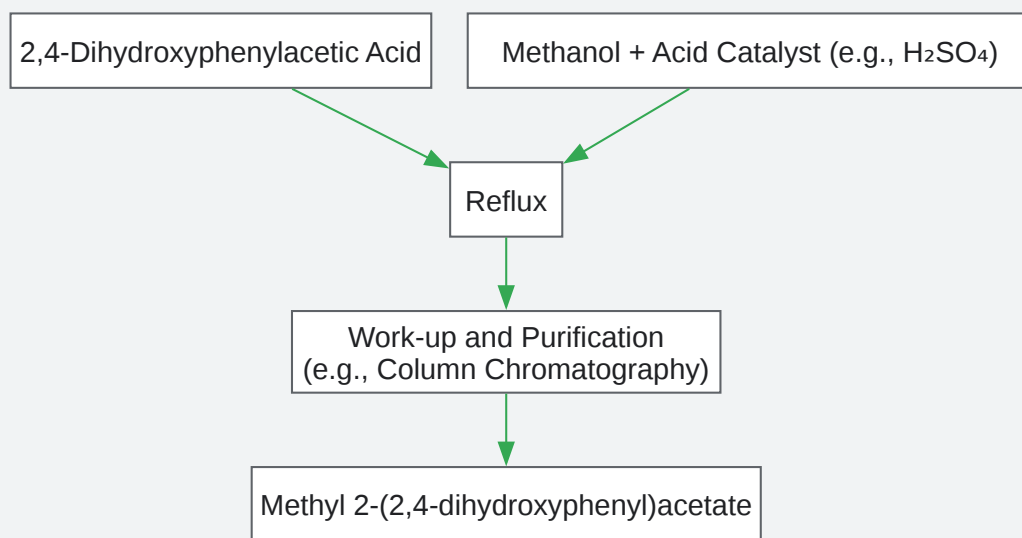 2,4-Dihydroxyphenylacetic Acid
Methanol + Acid Catalyst (e.g., H₂SO₄)
Reflux
Work-up and Purification
(e.g., Column Chromatography)
Methyl 2-(2,4-dihydroxyphenyl)acetate